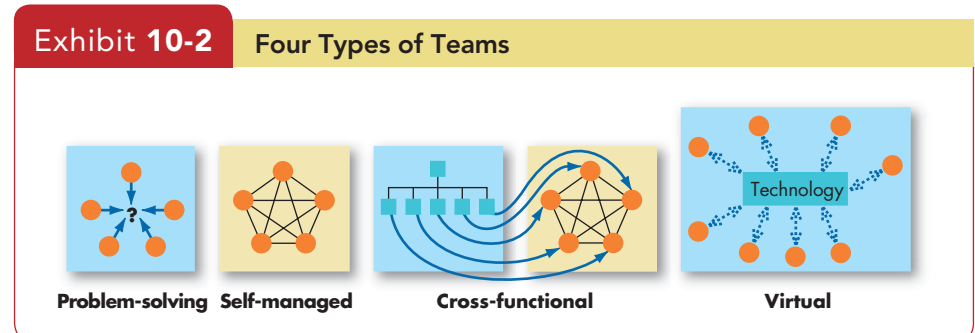 Exhibit 10-2 Four Types of Teams
?
Technology
Problem-solving Self-managed Cross-functional Virtual